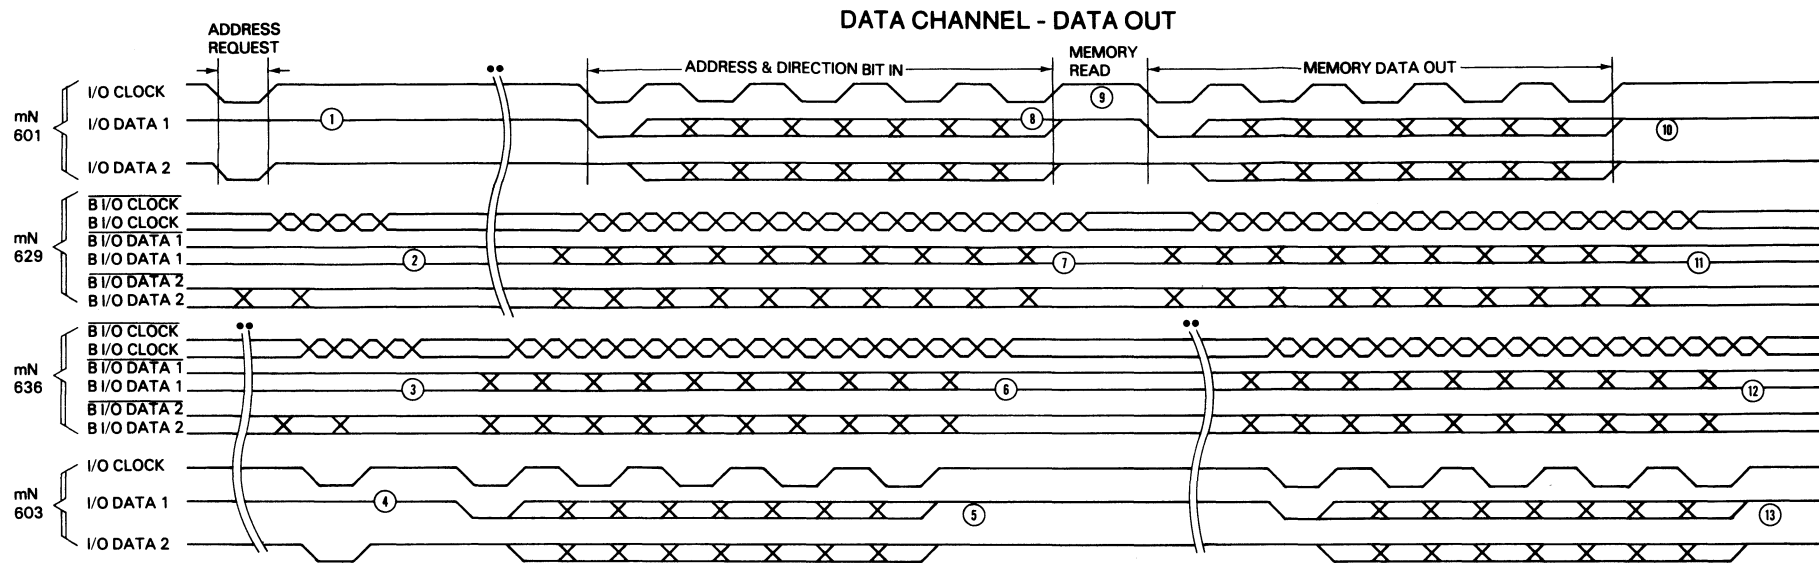 DATA CHANNEL - DATA OUT
ADDRESS
REQUEST
ADDRESS & DIRECTION BIT IN
MEMORY
READ
MEMORY DATA OUT
mN
601
I/O CLOCK
I/O DATA 1
I/O DATA 2
1
8
9
10
mN
629
B I/O CLOCK
B I/O CLOCK
B I/O DATA 1
B I/O DATA 1
B I/O DATA 2
B I/O DATA 2
2
7
11
mN
636
B I/O CLOCK
B I/O CLOCK
B I/O DATA 1
B I/O DATA 1
B I/O DATA 2
B I/O DATA 2
3
6
12
mN
603
I/O CLOCK
I/O DATA 1
I/O DATA 2
4
5
13